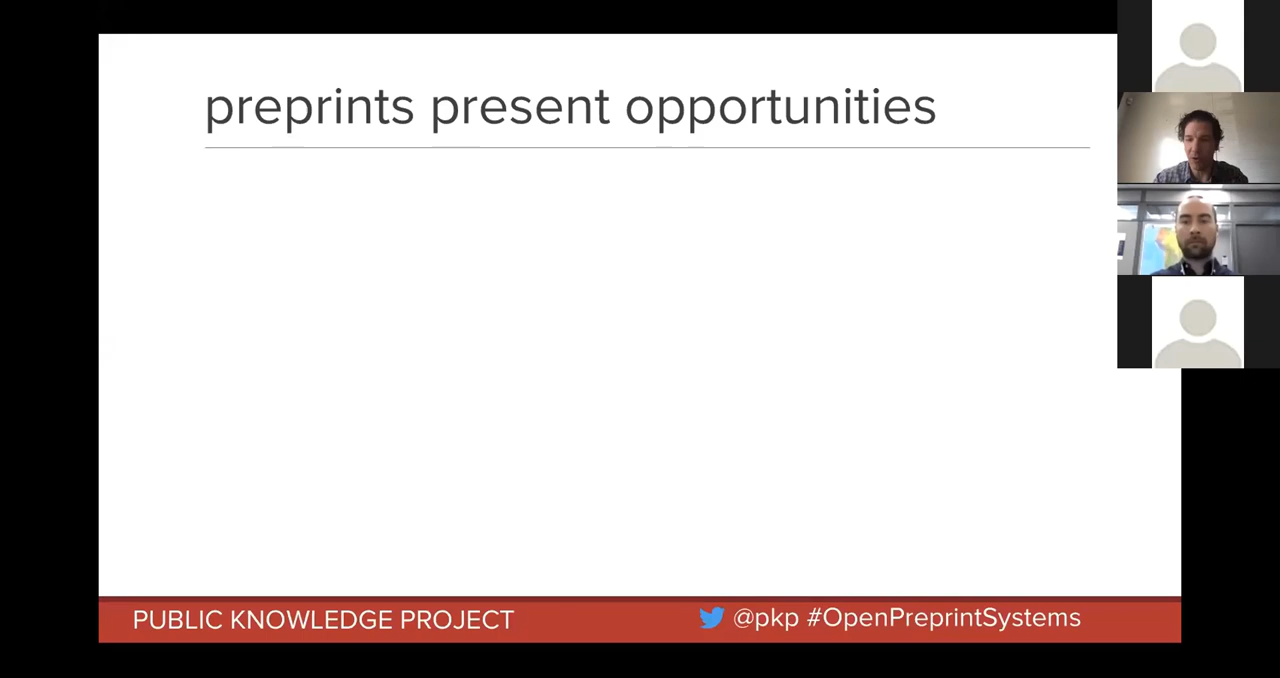 preprints present opportunities
PUBLIC KNOWLEDGE PROJECT
@pkp #OpenPreprintSystems